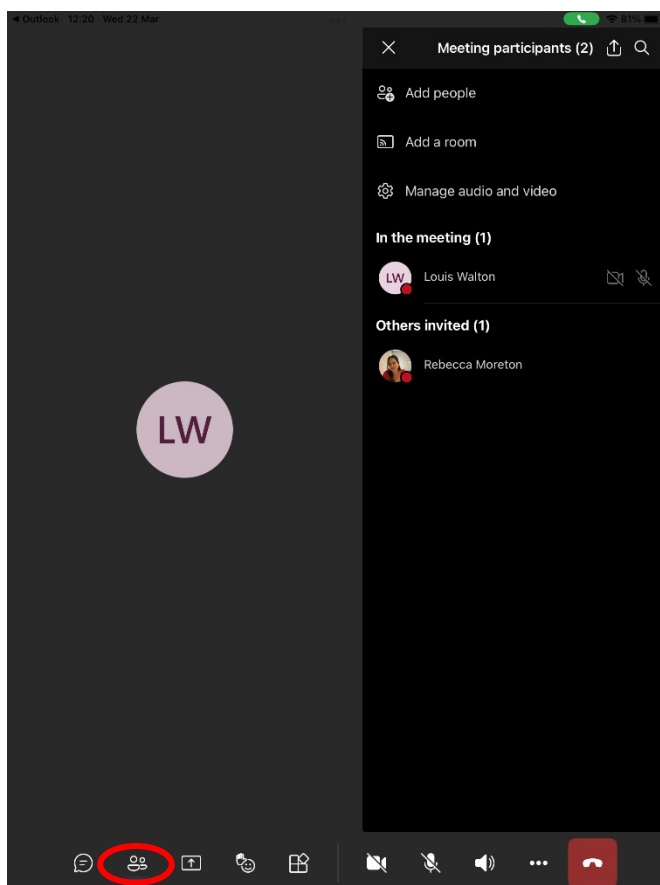 Outlook 12:20 Wed 22 Mar 81%
Meeting participants (2)
Add people
Add a room
Manage audio and video
In the meeting (1)
LW Louis Walton
Others invited (1)
Rebecca Moreton
LW